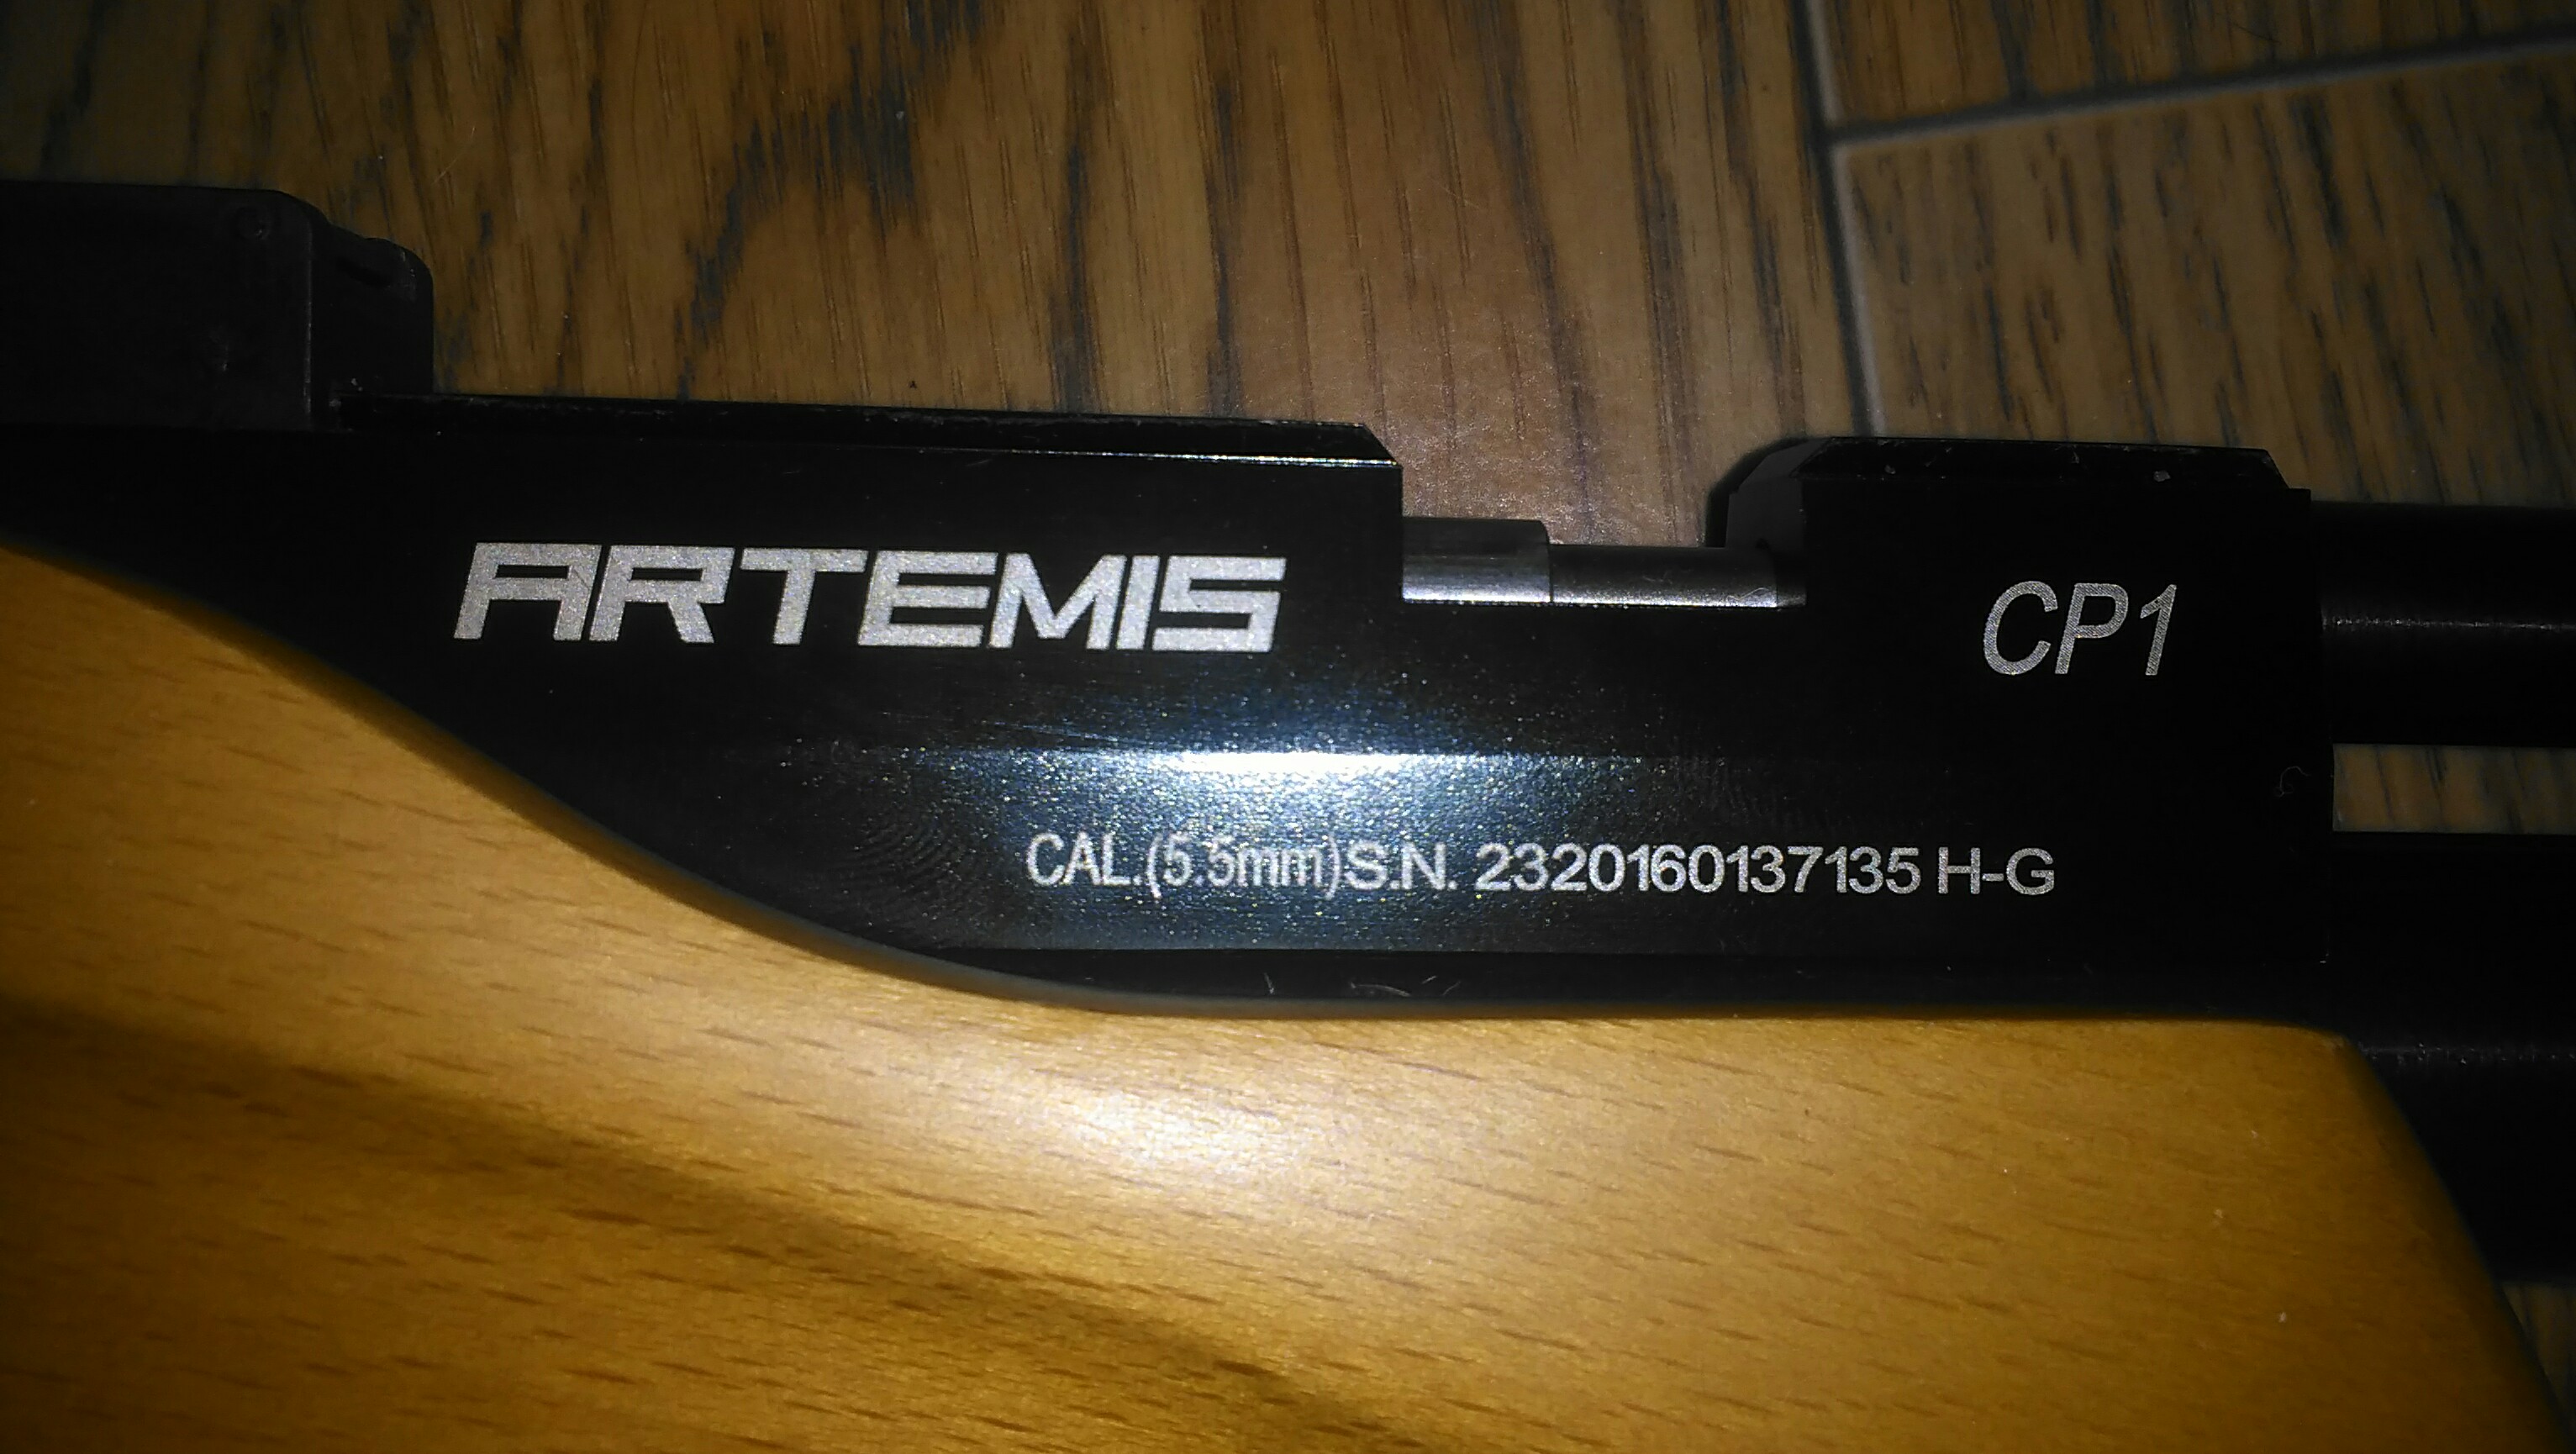 ARTEMIS
CP1
CAL.(5.5mm)S.N. 2320160137135 H-G